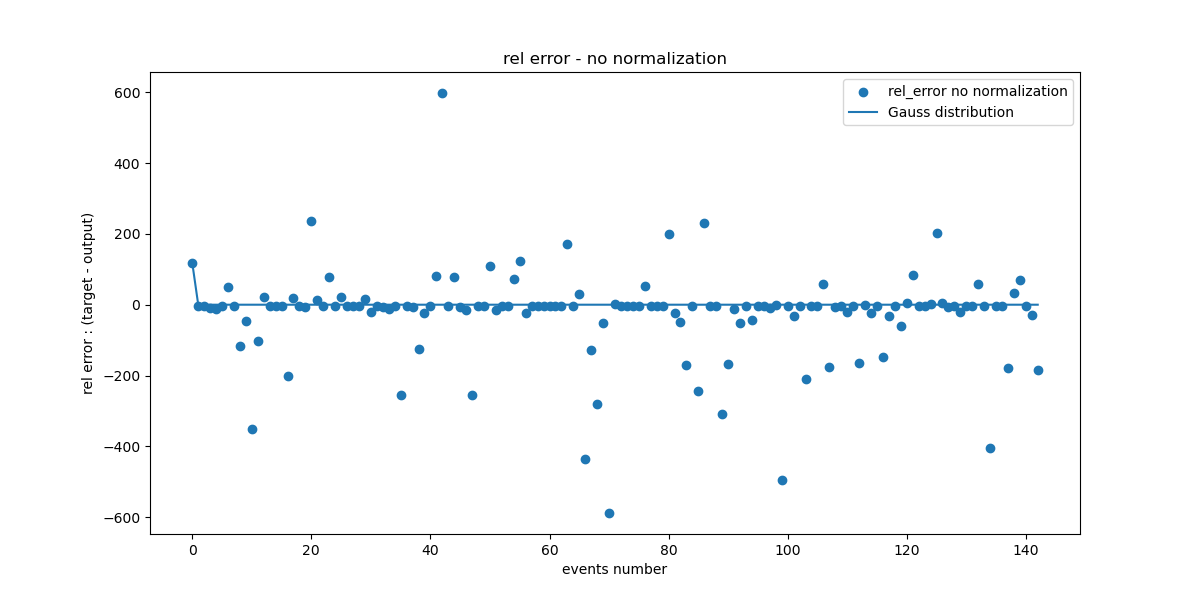 rel error - no normalization
rel_error no normalization
Gauss distribution
rel error : (target - output)
600
400
200
0
−200
−400
−600
0 20 40 60 80 100 120 140
events number